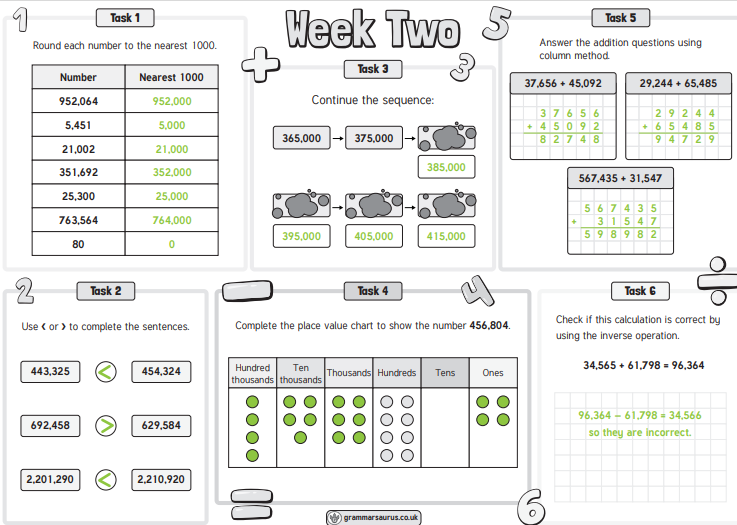 Week Two
1
Task 1
Round each number to the nearest 1000.
Number Nearest 1000
952,064 952,000
5,451 5,000
21,002 21,000
351,692 352,000
25,300 25,000
763,564 764,000
80 0
2
Task 2
Use < or > to complete the sentences.
443,325 < 454,324
692,458 > 629,584
2,201,290 < 2,210,920
+
3
Task 3
Continue the sequence:
365,000 → 375,000 →
385,000
→ →
395,000 405,000 415,000
=
4
Task 4
Complete the place value chart to show the number 456,804.
Hundred thousands Ten thousands Thousands Hundreds Tens Ones
5
Task 5
Answer the addition questions using
column method.
37,656 + 45,092
3 7 6 5 6
+ 4 5 0 9 2
8 2 7 4 8
29,244 + 65,485
2 9 2 4 4
+ 6 5 4 8 5
9 4 7 2 9
567,435 + 31,547
5 6 7 4 3 5
+ 3 1 5 4 7
5 9 8 9 8 2
÷
6
Task 6
Check if this calculation is correct by
using the inverse operation.
34,565 + 61,798 = 96,364
96,364 – 61,798 = 34,566
so they are incorrect.
=
grammarsaurus.co.uk